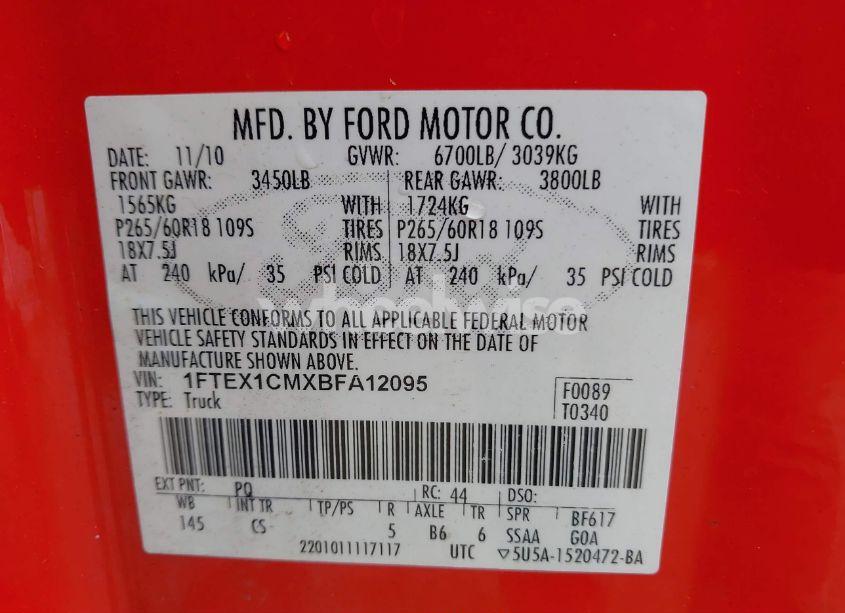 MFD. BY FORD MOTOR CO.
DATE: 11/10 GVWR: 6700LB/ 3039KG
FRONT GAWR: 3450LB REAR GAWR: 3800LB
1565KG WITH 1724KG WITH
P265/60R18 109S TIRES P265/60R18 109S TIRES
18X7.5J RIMS 18X7.5J RIMS
AT 240 kPa/ 35 PSI COLD AT 240 kPa/ 35 PSI COLD
wheelwise
THIS VEHICLE CONFORMS TO ALL APPLICABLE FEDERAL MOTOR
VEHICLE SAFETY STANDARDS IN EFFECT ON THE DATE OF
MANUFACTURE SHOWN ABOVE.
VIN: 1FTEX1CMXBFA12095
TYPE: Truck
F0089
T0340
EXT PNT: PQ RC: 44 DSO:
WB INT TR TP/PS R AXLE TR SPR BF617
145 CS 5 B6 6 SSAA GOA
2201011117117 UTC ▽5U5A-1520472-BA